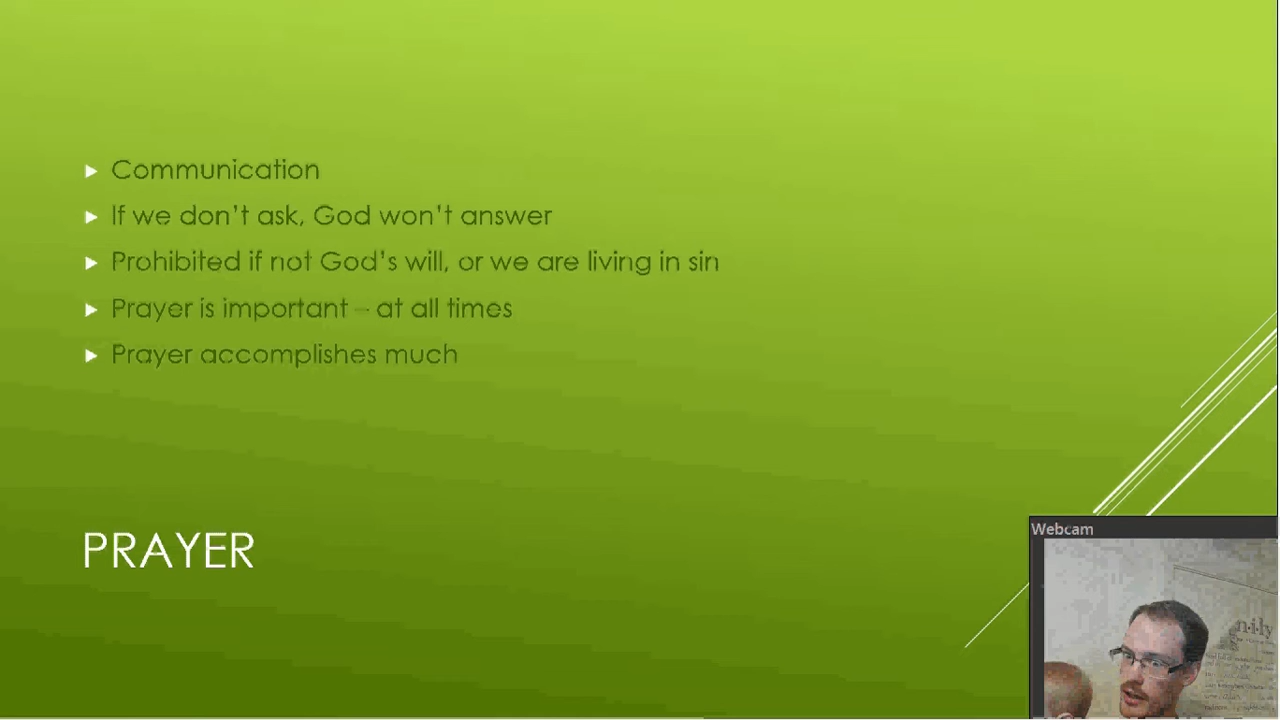 Communication
If we don't ask, God won't answer
Prohibited if not God's will, or we are living in sin
Prayer is important – at all times
Prayer accomplishes much
PRAYER
Webcam